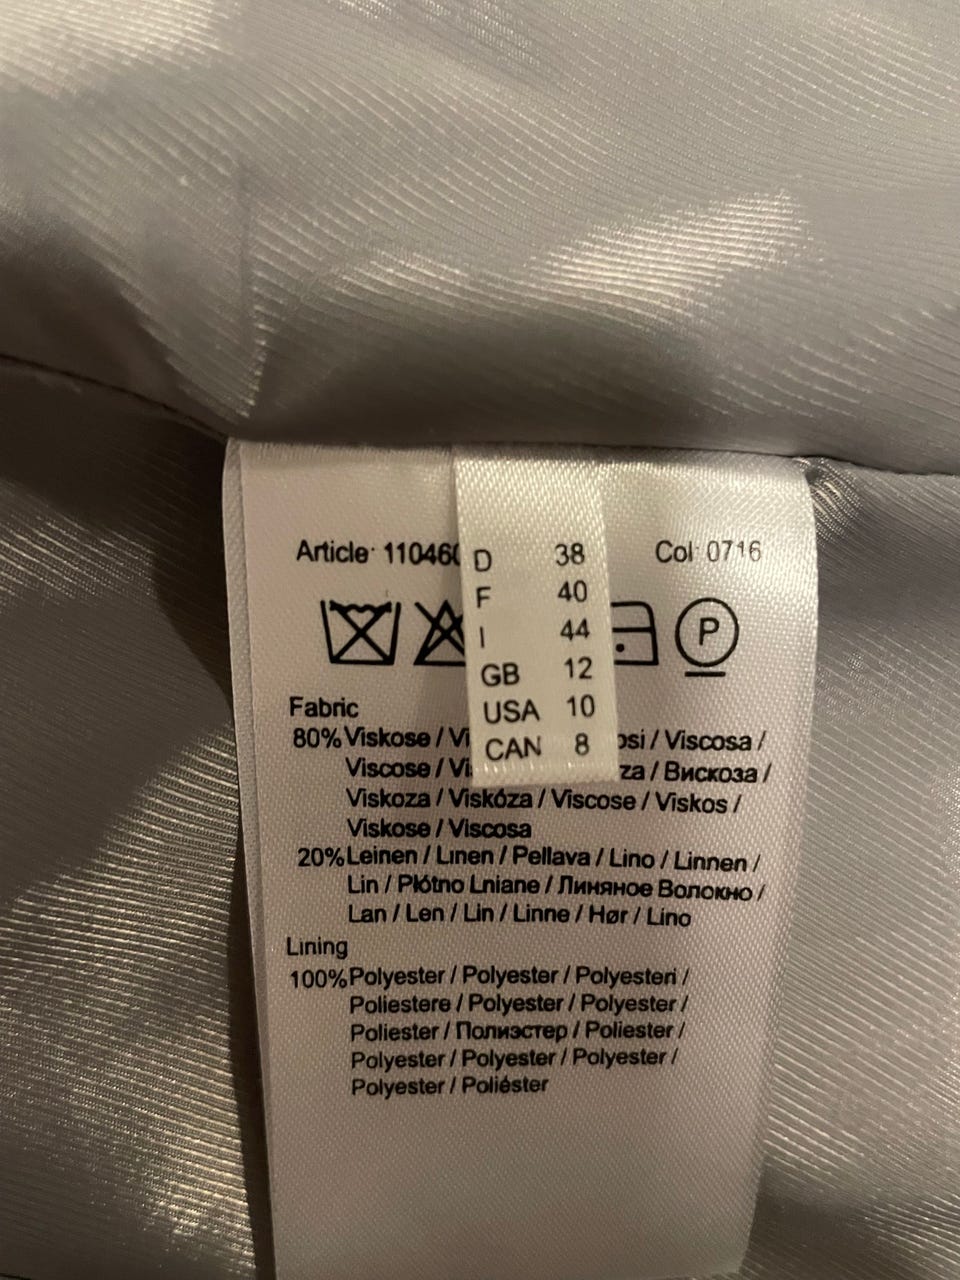 Article 110460
Col 0716
D 38
F 40
I 44
GB 12
USA 10
CAN 8
P
Fabric
80% Viskose / osi / Viscosa /
Viscose / za / Вискоза /
Viskoza / Viskóza / Viscose / Viskos /
Viskose / Viscosa
20% Leinen / Linen / Pellava / Lino / Linnen /
Lin / Płótno Lniane / Линяное Волокно /
Lan / Len / Lin / Linne / Hør / Lino
Lining
100% Polyester / Polyester / Polyesteri /
Poliestere / Polyester / Polyester /
Poliester / Полиэстер / Poliester /
Polyester / Polyester / Polyester /
Polyester / Poliéster